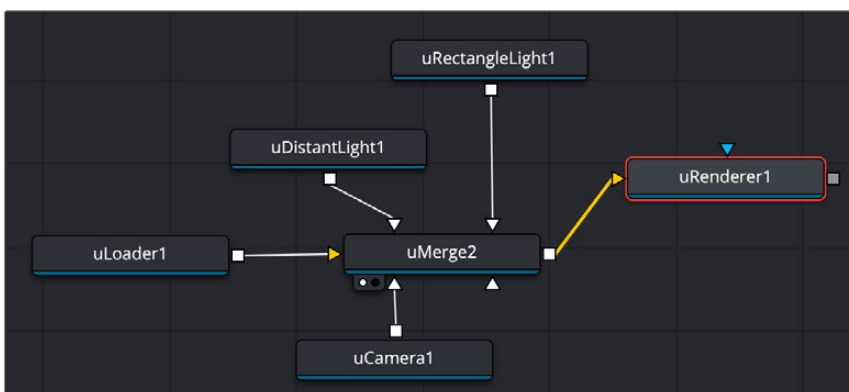 uRectangleLight1
uDistantLight1
uRenderer1
uLoader1
uMerge2
uCamera1